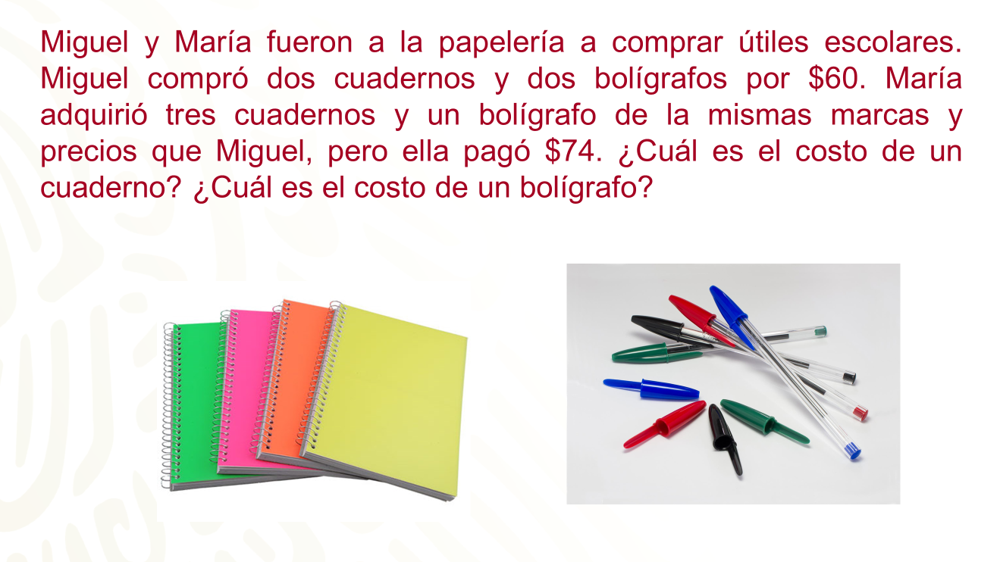 Miguel y María fueron a la papelería a comprar útiles escolares.
Miguel compró dos cuadernos y dos bolígrafos por $60. María
adquirió tres cuadernos y un bolígrafo de la mismas marcas y
precios que Miguel, pero ella pagó $74. ¿Cuál es el costo de un
cuaderno? ¿Cuál es el costo de un bolígrafo?